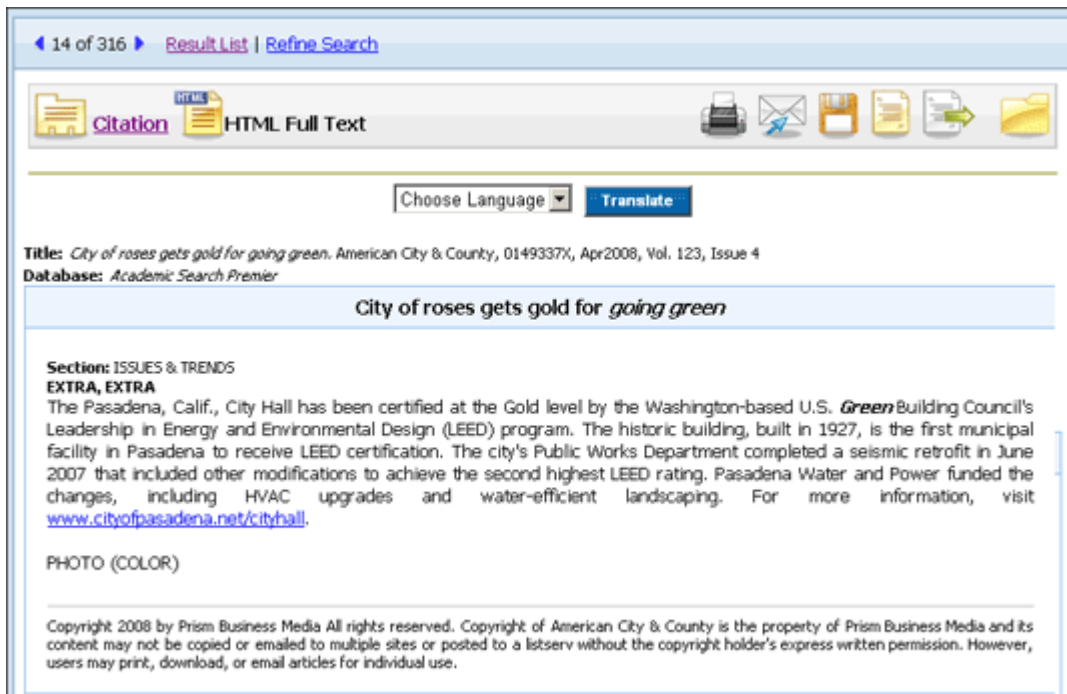 14 of 316 Result List | Refine Search
Citation HTML HTML Full Text
Choose Language Translate
Title: City of roses gets gold for going green. American City & County, 0149337X, Apr2008, Vol. 123, Issue 4
Database: Academic Search Premier
City of roses gets gold for going green
Section: ISSUES & TRENDS
EXTRA, EXTRA
The Pasadena, Calif., City Hall has been certified at the Gold level by the Washington-based U.S. Green Building Council's
Leadership in Energy and Environmental Design (LEED) program. The historic building, built in 1927, is the first municipal
facility in Pasadena to receive LEED certification. The city's Public Works Department completed a seismic retrofit in June
2007 that included other modifications to achieve the second highest LEED rating. Pasadena Water and Power funded the
changes, including HVAC upgrades and water-efficient landscaping. For more information, visit
www.cityofpasadena.net/cityhall.
PHOTO (COLOR)
Copyright 2008 by Prism Business Media All rights reserved. Copyright of American City & County is the property of Prism Business Media and its
content may not be copied or emailed to multiple sites or posted to a listserv without the copyright holder's express written permission. However,
users may print, download, or email articles for individual use.